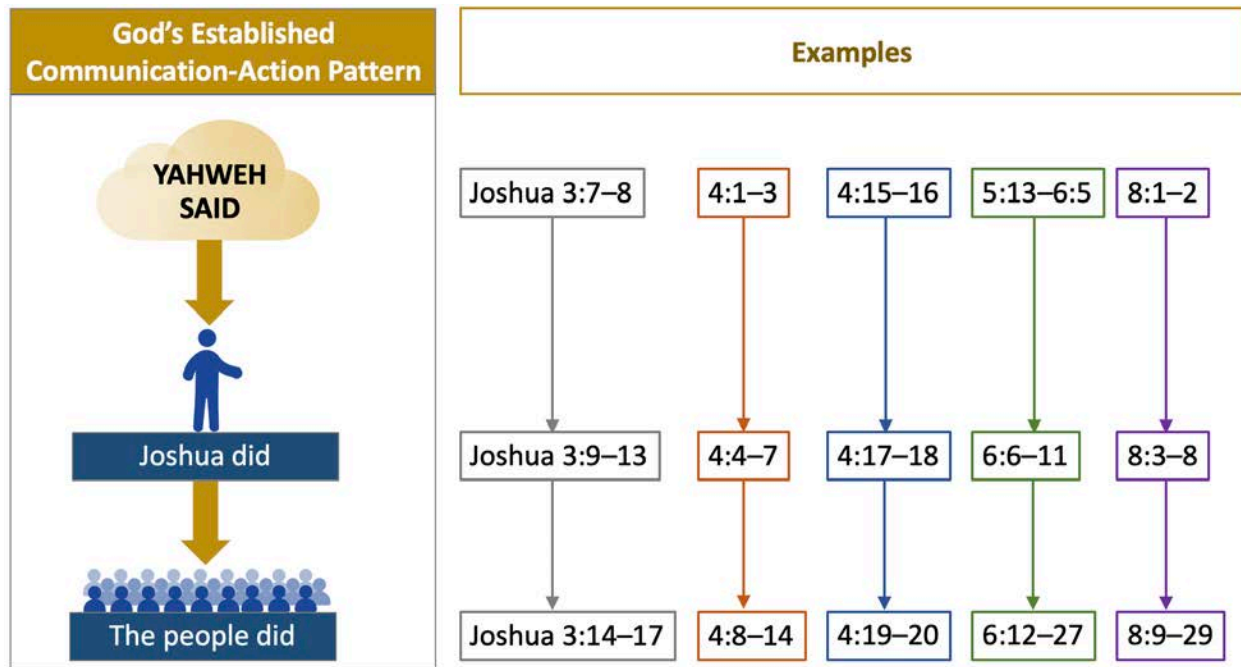 God’s Established
Communication-Action Pattern
Examples
YAHWEH
SAID
Joshua 3:7–8
4:1–3
4:15–16
5:13–6:5
8:1–2
Joshua did
Joshua 3:9–13
4:4–7
4:17–18
6:6–11
8:3–8
The people did
Joshua 3:14–17
4:8–14
4:19–20
6:12–27
8:9–29